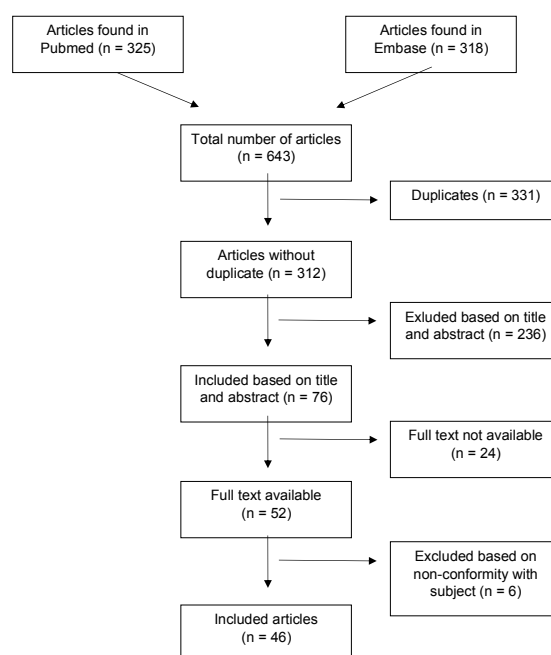 Articles found in
Pubmed (n = 325)
Articles found in
Embase (n = 318)
Total number of articles
(n = 643)
Duplicates (n = 331)
Articles without
duplicate (n = 312)
Exluded based on title
and abstract (n = 236)
Included based on title
and abstract (n = 76)
Full text not available
(n = 24)
Full text available
(n = 52)
Excluded based on
non-conformity with
subject (n = 6)
Included articles
(n = 46)